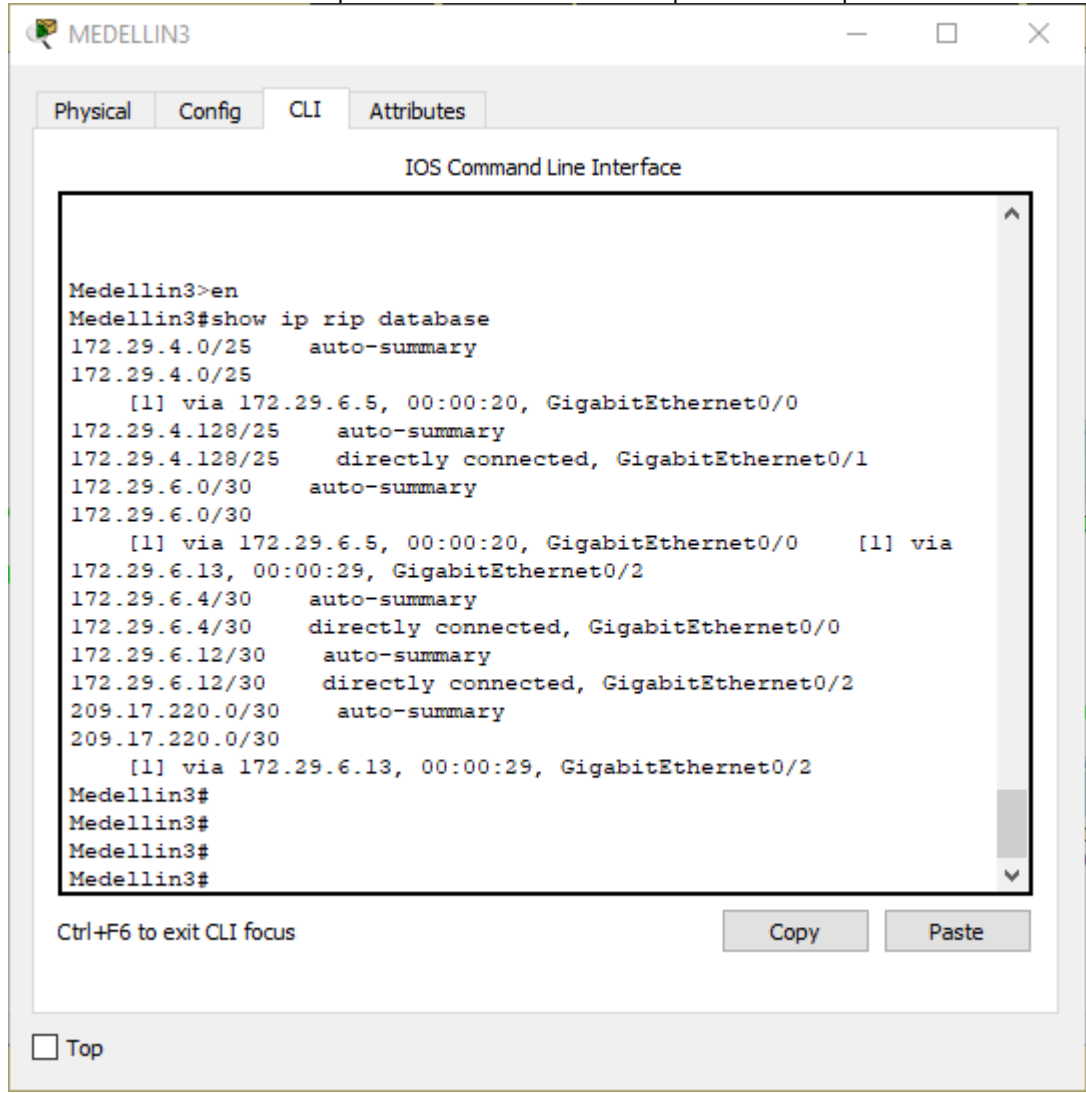 MEDELLIN3
Physical Config CLI Attributes
IOS Command Line Interface
Medellin3>en
Medellin3#show ip rip database
172.29.4.0/25    auto-summary
172.29.4.0/25
    [1] via 172.29.6.5, 00:00:20, GigabitEthernet0/0
172.29.4.128/25    auto-summary
172.29.4.128/25    directly connected, GigabitEthernet0/1
172.29.6.0/30    auto-summary
172.29.6.0/30
    [1] via 172.29.6.5, 00:00:20, GigabitEthernet0/0    [1] via
172.29.6.13, 00:00:29, GigabitEthernet0/2
172.29.6.4/30    auto-summary
172.29.6.4/30    directly connected, GigabitEthernet0/0
172.29.6.12/30    auto-summary
172.29.6.12/30    directly connected, GigabitEthernet0/2
209.17.220.0/30    auto-summary
209.17.220.0/30
    [1] via 172.29.6.13, 00:00:29, GigabitEthernet0/2
Medellin3#
Medellin3#
Medellin3#
Medellin3#
Ctrl+F6 to exit CLI focus Copy Paste
Top